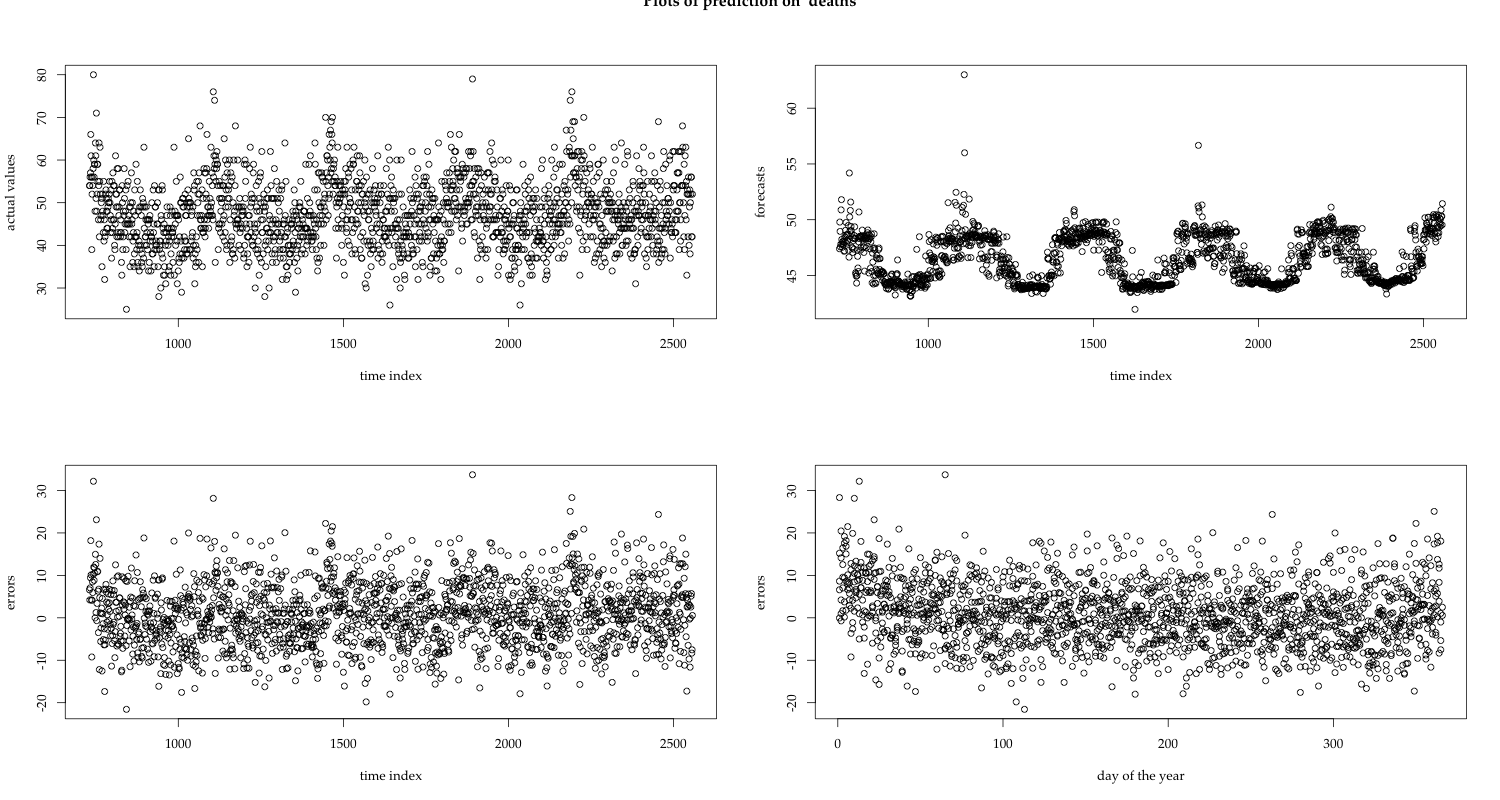 Plots of prediction on 'deaths'
actual values
80
70
60
50
40
30
1000 1500 2000 2500
time index
forecasts
60
55
50
45
1000 1500 2000 2500
time index
errors
30
20
10
0
-10
-20
1000 1500 2000 2500
time index
errors
30
20
10
0
-10
-20
0 100 200 300
day of the year